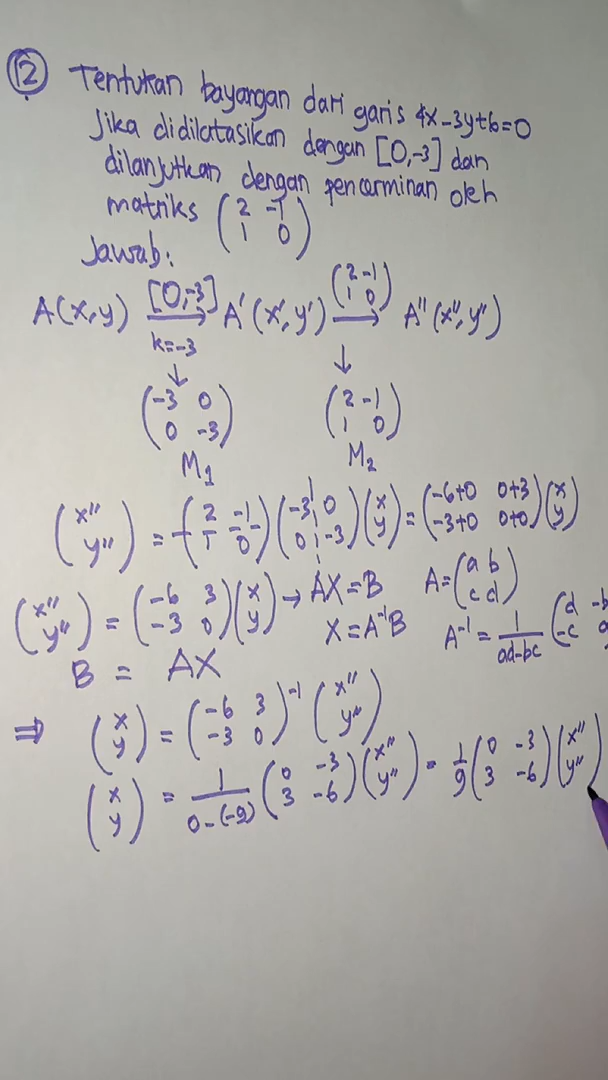 12 Tentukan bayangan dari garis 4x-3y+6=0
Jika didilatasikan dengan [0,-3] dan
dilanjutkan dengan pencerminan oleh
matriks (2 -1
1 0)
Jawab:
A(x,y) [0,-3] k=-3 → A'(x',y') (2 -1
1 0) → A"(x",y")
↓ ↓
(-3 0
0 -3) (2 -1
1 0)
M₁ M₂
(x"
y") = (2 -1
1 0)(-3 0
0 -3)(x
y) = (-6+0 0+3
-3+0 0+0)(x
y)
(x"
y") = (-6 3
-3 0)(x
y) → AX=B A=(a b
c d)
X=A⁻¹B A⁻¹ = 1/ad-bc (d -b
-c a
B = AX
⇒ (x
y) = (-6 3
-3 0)⁻¹ (x"
y")
(x
y) = 1/0-(-9) (0 -3
3 -6)(x"
y") = 1/9 (0 -3
3 -6)(x"
y")